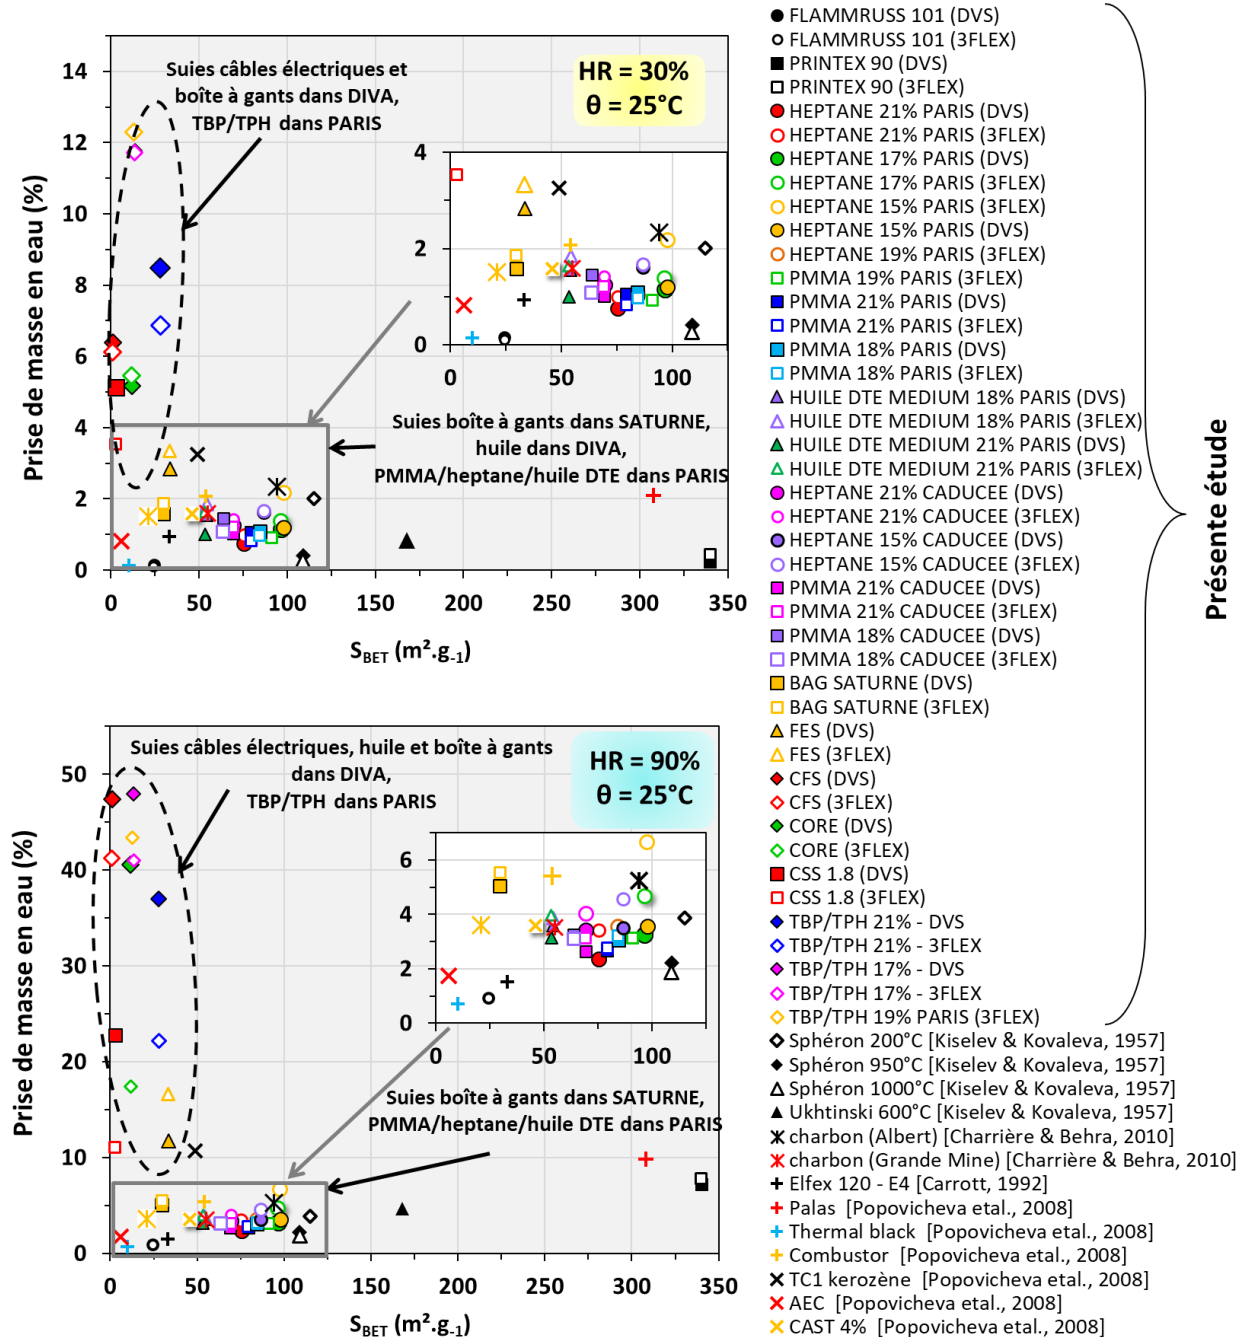 Prise de masse en eau (%)
14
12
10
8
6
4
2
0
0 50 100 150 200 250 300 350
S_BET (m².g-1)
Suies câbles électriques et
boîte à gants dans DIVA,
TBP/TPH dans PARIS
HR = 30%
θ = 25°C
4
2
0
0 50 100
Suies boîte à gants dans SATURNE,
huile dans DIVA,
PMMA/heptane/huile DTE dans PARIS
Prise de masse en eau (%)
50
40
30
20
10
0
0 50 100 150 200 250 300 350
S_BET (m².g-1)
Suies câbles électriques, huile et boîte à gants
dans DIVA,
TBP/TPH dans PARIS
HR = 90%
θ = 25°C
6
4
2
0
0 50 100
Suies boîte à gants dans SATURNE,
PMMA/heptane/huile DTE dans PARIS
FLAMMRUSS 101 (DVS)
FLAMMRUSS 101 (3FLEX)
PRINTEX 90 (DVS)
PRINTEX 90 (3FLEX)
HEPTANE 21% PARIS (DVS)
HEPTANE 21% PARIS (3FLEX)
HEPTANE 17% PARIS (DVS)
HEPTANE 17% PARIS (3FLEX)
HEPTANE 15% PARIS (3FLEX)
HEPTANE 15% PARIS (DVS)
HEPTANE 19% PARIS (3FLEX)
PMMA 19% PARIS (3FLEX)
PMMA 21% PARIS (DVS)
PMMA 21% PARIS (3FLEX)
PMMA 18% PARIS (DVS)
PMMA 18% PARIS (3FLEX)
HUILE DTE MEDIUM 18% PARIS (DVS)
HUILE DTE MEDIUM 18% PARIS (3FLEX)
HUILE DTE MEDIUM 21% PARIS (DVS)
HUILE DTE MEDIUM 21% PARIS (3FLEX)
HEPTANE 21% CADUCEE (DVS)
HEPTANE 21% CADUCEE (3FLEX)
HEPTANE 15% CADUCEE (DVS)
HEPTANE 15% CADUCEE (3FLEX)
PMMA 21% CADUCEE (DVS)
PMMA 21% CADUCEE (3FLEX)
PMMA 18% CADUCEE (DVS)
PMMA 18% CADUCEE (3FLEX)
BAG SATURNE (DVS)
BAG SATURNE (3FLEX)
FES (DVS)
FES (3FLEX)
CFS (DVS)
CFS (3FLEX)
CORE (DVS)
CORE (3FLEX)
CSS 1.8 (DVS)
CSS 1.8 (3FLEX)
TBP/TPH 21% - DVS
TBP/TPH 21% - 3FLEX
TBP/TPH 17% - DVS
TBP/TPH 17% - 3FLEX
TBP/TPH 19% PARIS (3FLEX)
Sphéron 200°C [Kiselev & Kovaleva, 1957]
Sphéron 950°C [Kiselev & Kovaleva, 1957]
Sphéron 1000°C [Kiselev & Kovaleva, 1957]
Ukhtinski 600°C [Kiselev & Kovaleva, 1957]
charbon (Albert) [Charrière & Behra, 2010]
charbon (Grande Mine) [Charrière & Behra, 2010]
Elfex 120 - E4 [Carrott, 1992]
Palas [Popovicheva etal., 2008]
Thermal black [Popovicheva etal., 2008]
Combustor [Popovicheva etal., 2008]
TC1 kerozène [Popovicheva etal., 2008]
AEC [Popovicheva etal., 2008]
CAST 4% [Popovicheva etal., 2008]
Présente étude